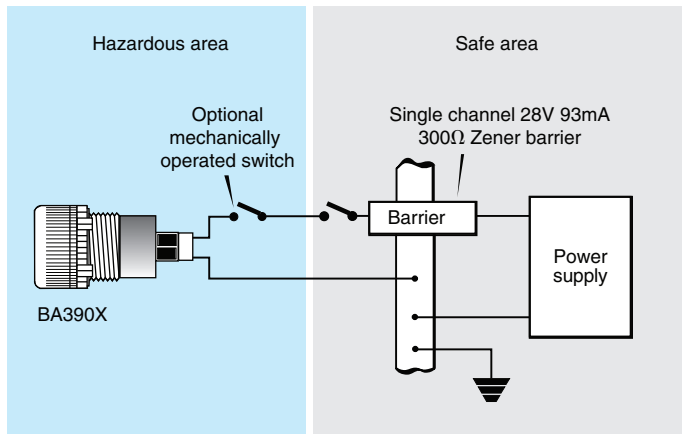 Hazardous area
Safe area
Optional
mechanically
operated switch
Single channel 28V 93mA
300Ω Zener barrier
Barrier
Power
supply
BA390X